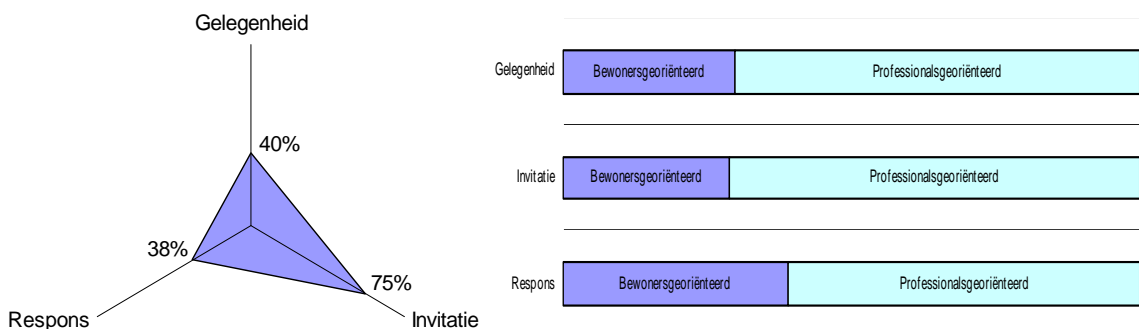 Gelegenheid
40%
38%
75%
Respons
Invitatie
Gelegenheid
Bewonersgeoriënteerd
Professionalsgeoriënteerd
Invitatie
Bewonersgeoriënteerd
Professionalsgeoriënteerd
Respons
Bewonersgeoriënteerd
Professionalsgeoriënteerd